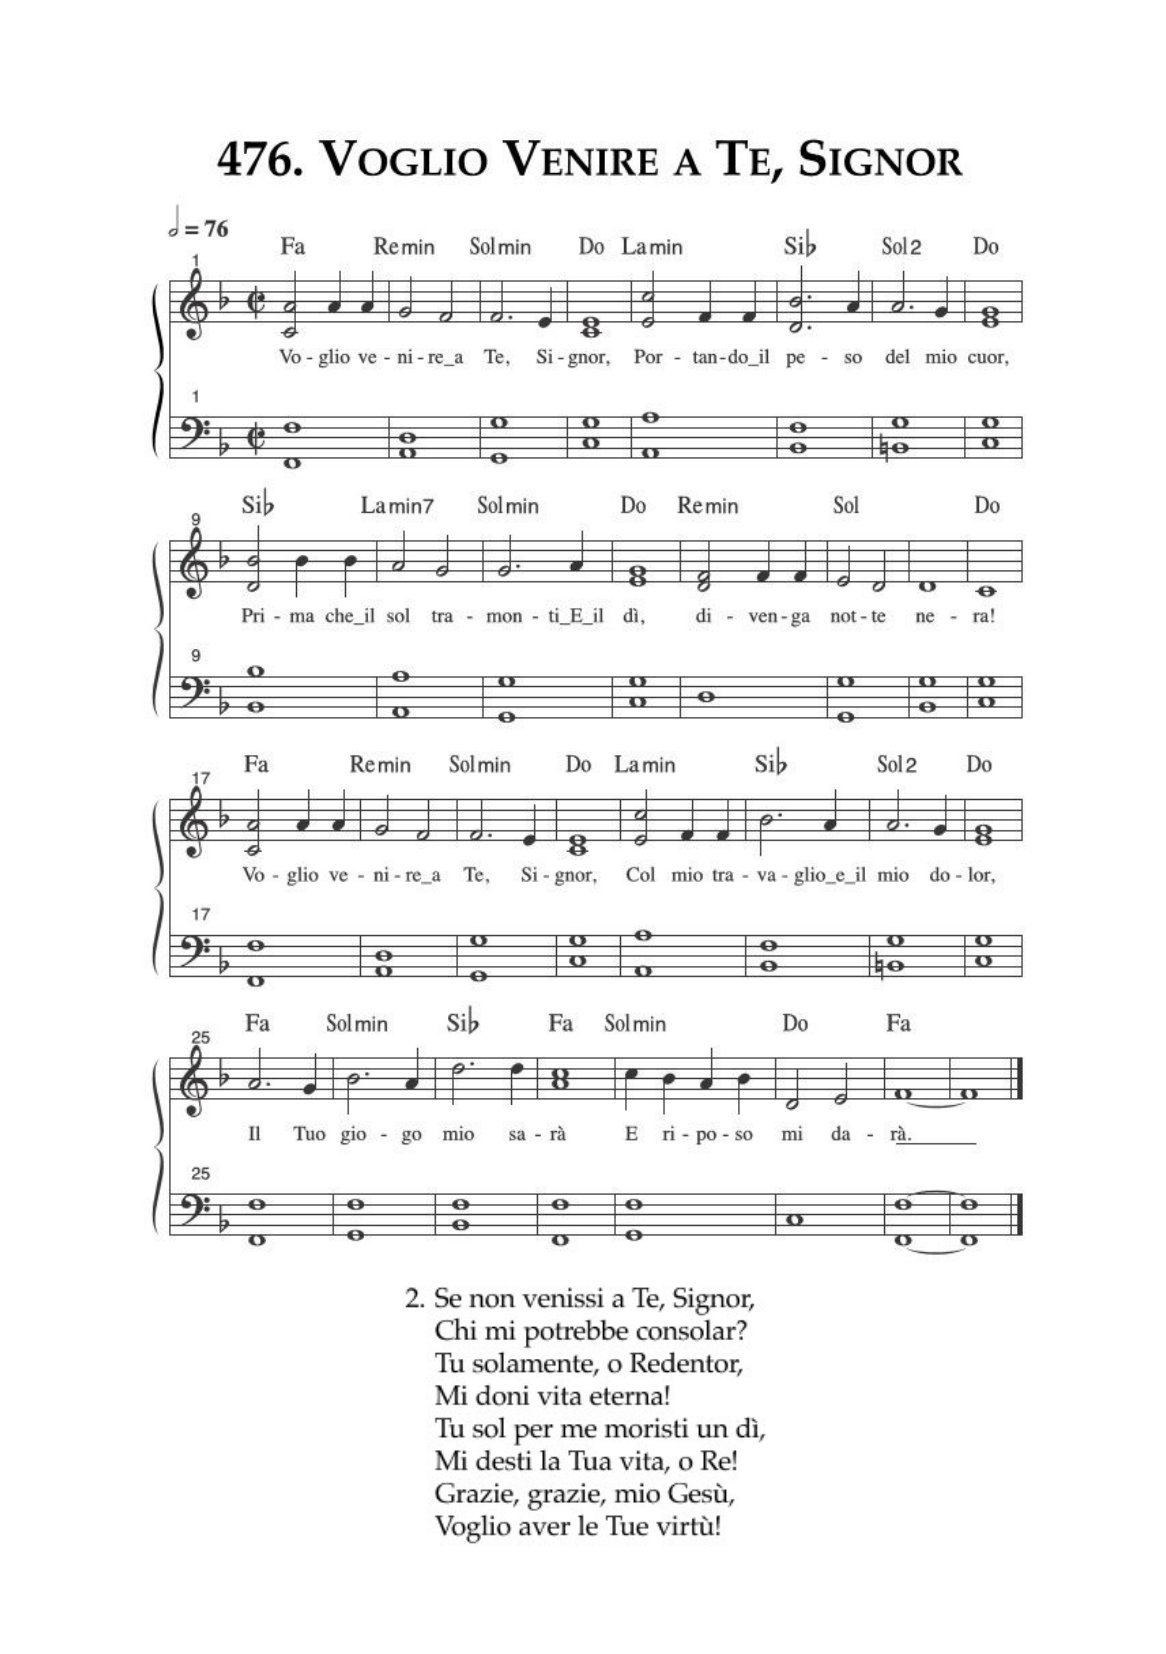 476. Voglio Venire a Te, Signor
= 76
Fa Remin Solmin Do Lamin Si♭ Sol2 Do
1
Vo - glio ve - ni - re_a Te, Si - gnor, Por - tan - do_il pe - so del mio cuor,
1
Si♭ Lamin7 Solmin Do Remin Sol Do
9
Pri - ma che_il sol tra - mon - ti_E_il dì, di - ven - ga not - te ne - ra!
9
Fa Remin Solmin Do Lamin Si♭ Sol2 Do
17
Vo - glio ve - ni - re_a Te, Si - gnor, Col mio tra - va - glio_e_il mio do - lor,
17
Fa Solmin Si♭ Fa Solmin Do Fa
25
Il Tuo gio - go mio sa - rà E ri - po - so mi da - rà.
25
2. Se non venissi a Te, Signor,
Chi mi potrebbe consolar?
Tu solamente, o Redentor,
Mi doni vita eterna!
Tu sol per me moristi un dì,
Mi desti la Tua vita, o Re!
Grazie, grazie, mio Gesù,
Voglio aver le Tue virtù!